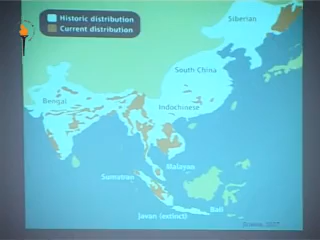 Historic distribution
Current distribution
Siberian
South China
Bengal
Indochinese
Malayan
Sumatran
Javan (extinct)
Bali